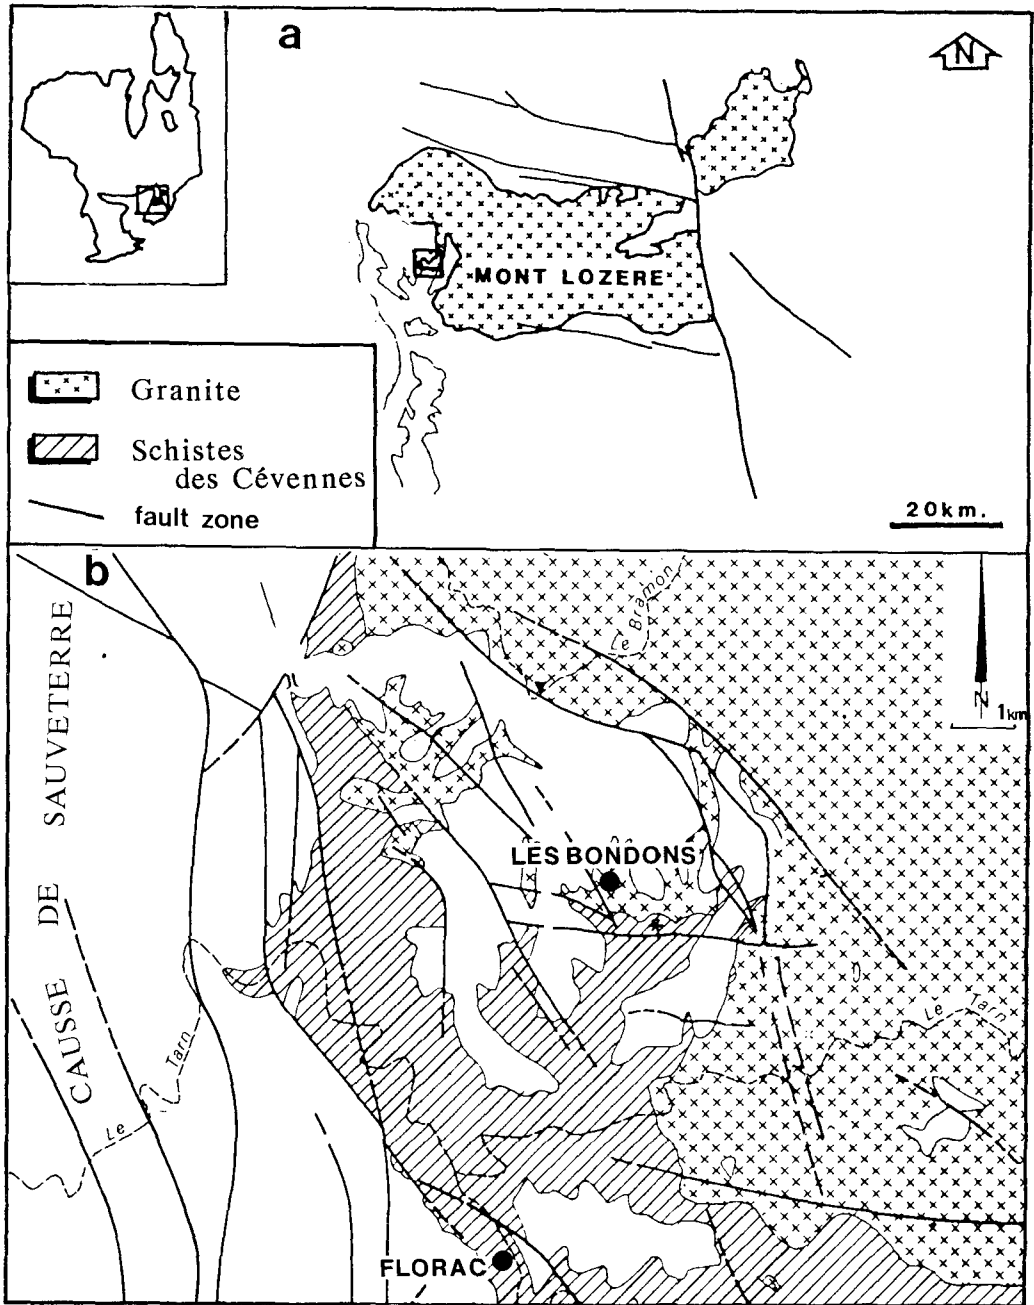 a
N
MONT LOZERE
Granite
Schistes
des Cévennes
fault zone
20km.
b
CAUSSE DE SAUVETERRE
Le Bramon
N
1km
LES BONDONS
Le Tarn
Le Tarn
FLORAC